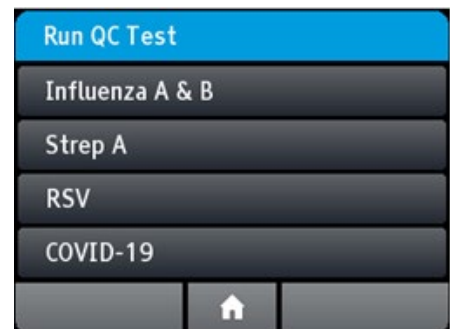 Run QC Test
Influenza A & B
Strep A
RSV
COVID-19